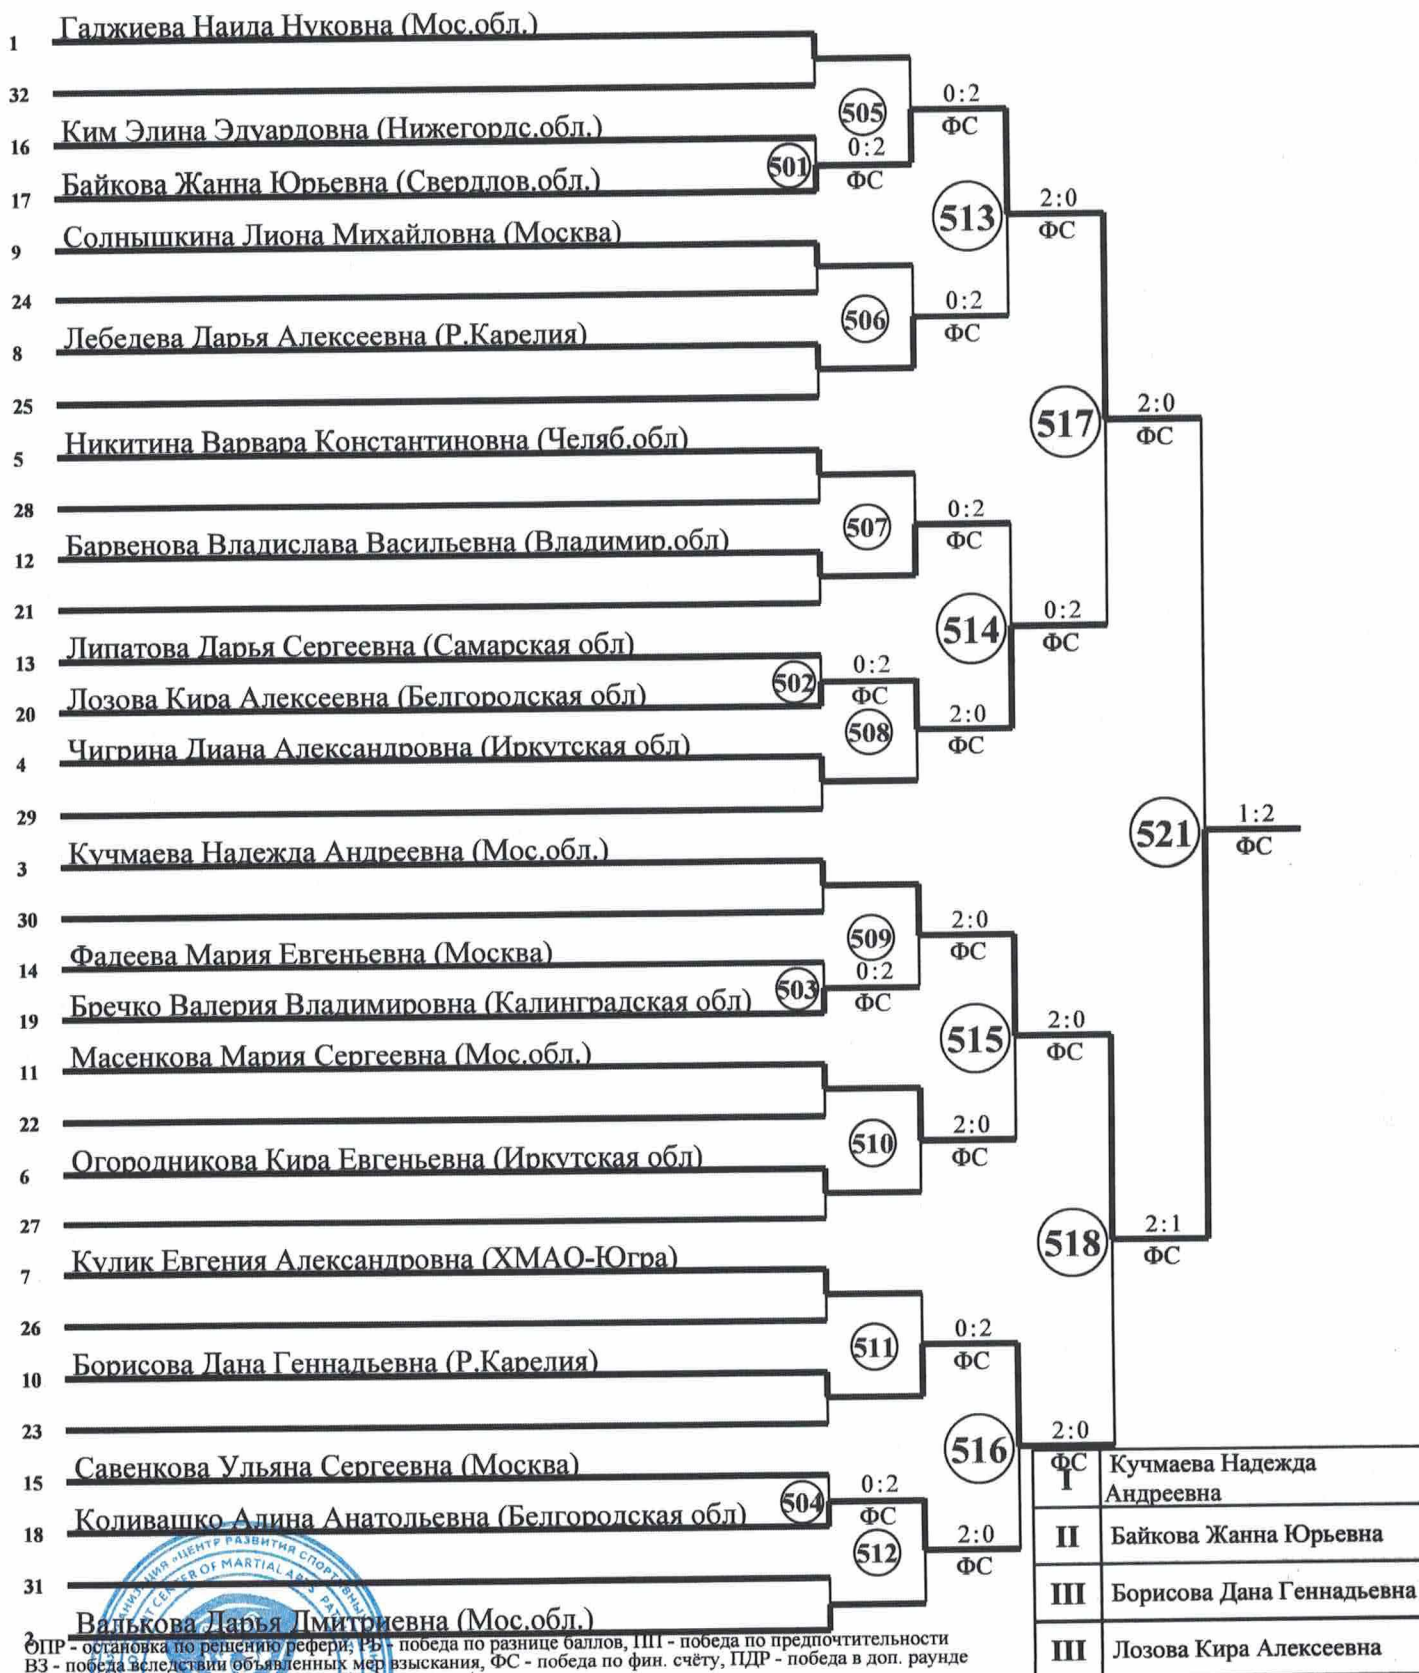 1 Гаджиева Наида Нуковна (Мос.обл.)
32
16 Ким Элина Эдуардовна (Нижегордс.обл.)
17 Байкова Жанна Юрьевна (Свердлов.обл.)
9 Солнышкина Лиона Михайловна (Москва)
24
8 Лебедева Дарья Алексеевна (Р.Карелия)
25
5 Никитина Варвара Константиновна (Челяб.обл)
28
12 Барвенова Владислава Васильевна (Владимир.обл)
21
13 Липатова Дарья Сергеевна (Самарская обл)
20 Лозова Кира Алексеевна (Белгородская обл)
4 Чигрина Диана Александровна (Иркутская обл)
29
3 Кучмаева Надежда Андреевна (Мос.обл.)
30
14 Фадеева Мария Евгеньевна (Москва)
19 Бречко Валерия Владимировна (Калинградская обл)
11 Масенкова Мария Сергеевна (Мос.обл.)
22
6 Огородникова Кира Евгеньевна (Иркутская обл)
27
7 Кулик Евгения Александровна (ХМАО-Югра)
26
10 Борисова Дана Геннадьевна (Р.Карелия)
23
15 Савенкова Ульяна Сергеевна (Москва)
18 Коливашко Алина Анатольевна (Белгородская обл)
31
2 Валькова Дарья Дмитриевна (Мос.обл.)
501 0:2 ФС
502 0:2 ФС
503 0:2 ФС
504 0:2 ФС
505 0:2 ФС
506 0:2 ФС
507 0:2 ФС
508 2:0 ФС
509 2:0 ФС
510 2:0 ФС
511 0:2 ФС
512 2:0 ФС
513 2:0 ФС
514 0:2 ФС
515 2:0 ФС
516 2:0 ФС
517 2:0 ФС
518 2:1 ФС
521 1:2 ФС
I Кучмаева Надежда
Андреевна
II Байкова Жанна Юрьевна
III Борисова Дана Геннадьевна
III Лозова Кира Алексеевна
ОПР - остановка по решению рефери, РБ - победа по разнице баллов, ПП - победа по предпочтительности
ВЗ - победа вследствии объявленных мер взыскания, ФС - победа по фин. счёту, ПДР - победа в доп. раунде
«ЦЕНТР РАЗВИТИЯ
OF MARTIAL ARTS